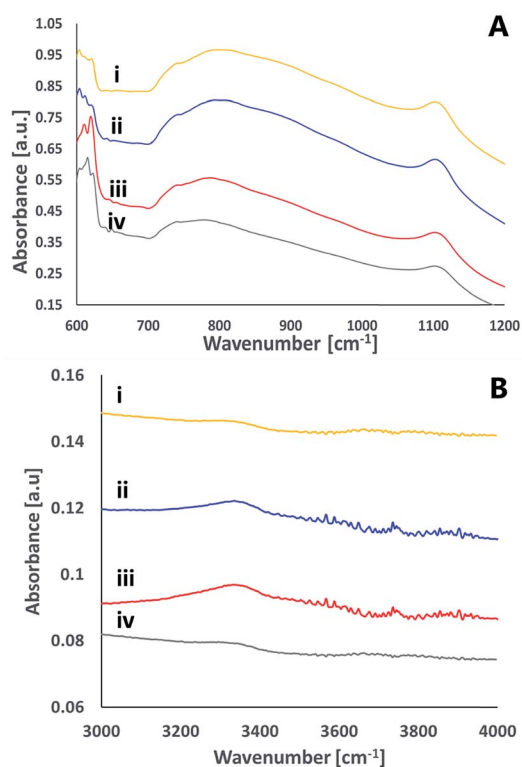 A
1.05
0.95
0.85
0.75
0.65
0.55
0.45
0.35
0.25
0.15
Absorbance [a.u.]
i
ii
iii
iv
600 700 800 900 1000 1100 1200
Wavenumber [cm-1]
B
0.16
0.14
0.12
0.1
0.08
0.06
Absorbance [a.u]
i
ii
iii
iv
3000 3200 3400 3600 3800 4000
Wavenumber [cm-1]